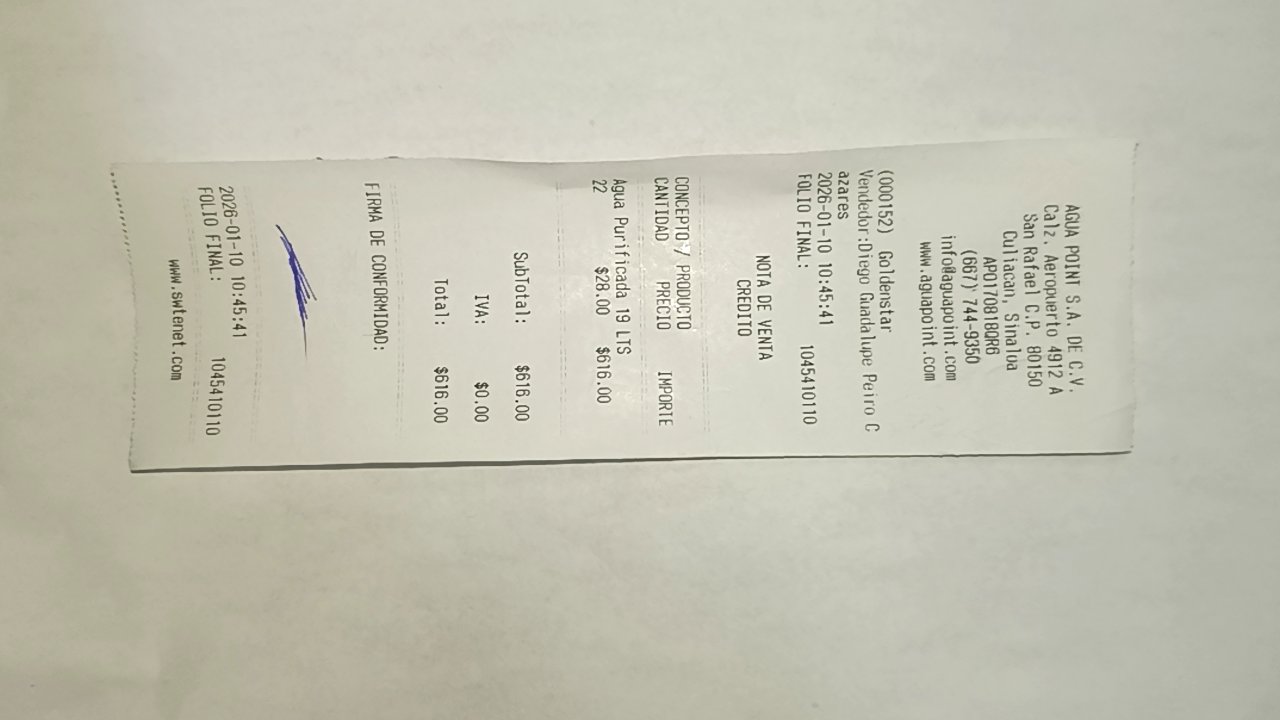 AGUA POINT S.A. DE C.V.
Calz. Aeropuerto 4912 A
San Rafael C.P. 80150
Culiacan, Sinaloa
APO170818QR6
(667) 744-9350
info@aguapoint.com
www.aguapoint.com
(000152) Goldenstar
Vendedor:Diego Guadalupe Peiro C
azares
2026-01-10 10:45:41
FOLIO FINAL: 1045410110
NOTA DE VENTA
CREDITO
CONCEPTO / PRODUCTO
CANTIDAD PRECIO IMPORTE
Agua Purificada 19 LTS
22 $28.00 $616.00
SubTotal: $616.00
IVA: $0.00
Total: $616.00
FIRMA DE CONFORMIDAD:
2026-01-10 10:45:41
FOLIO FINAL: 1045410110
www.swtenet.com